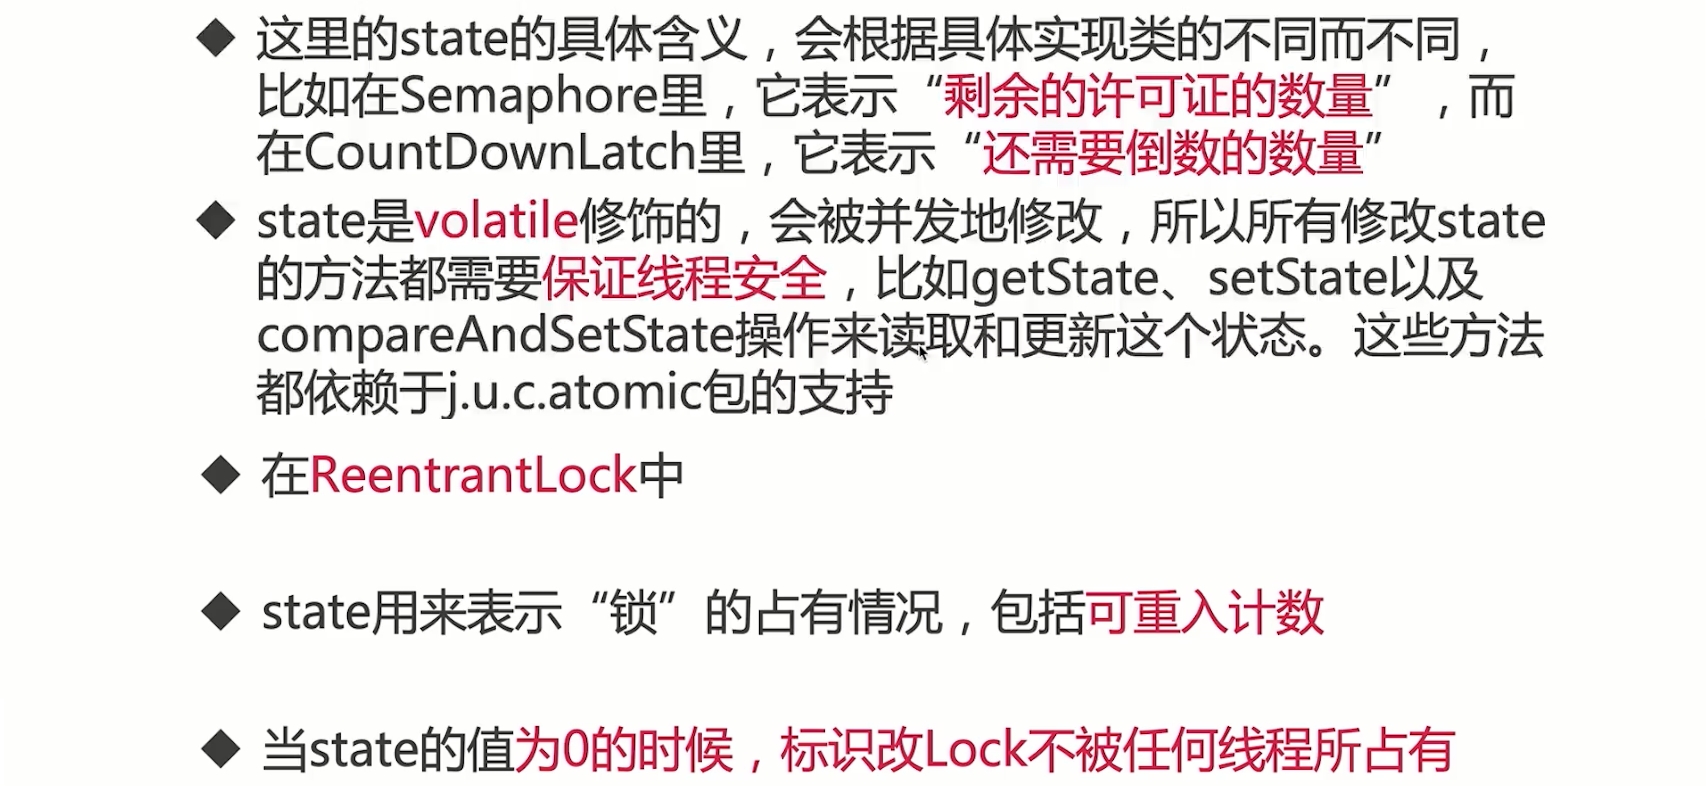 ◆ 这里的state的具体含义，会根据具体实现类的不同而不同，
比如在Semaphore里，它表示“剩余的许可证的数量”，而
在CountDownLatch里，它表示“还需要倒数的数量”
◆ state是volatile修饰的，会被并发地修改，所以所有修改state
的方法都需要保证线程安全，比如getState、setState以及
compareAndSetState操作来读取和更新这个状态。这些方法
都依赖于j.u.c.atomic包的支持
◆ 在ReentrantLock中
◆ state用来表示“锁”的占有情况，包括可重入计数
◆ 当state的值为0的时候，标识改Lock不被任何线程所占有